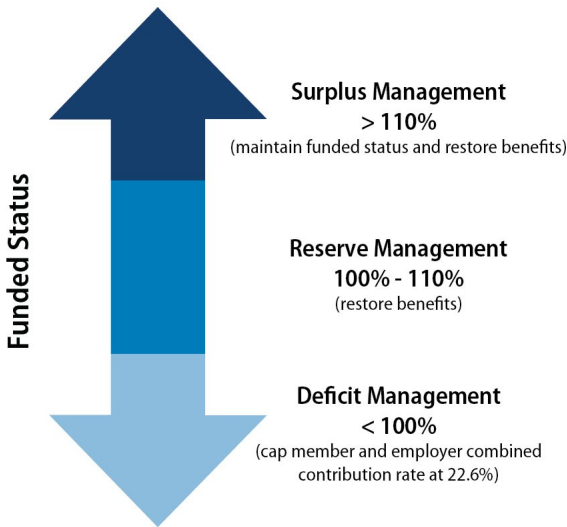 Funded Status
Surplus Management
> 110%
(maintain funded status and restore benefits)
Reserve Management
100% - 110%
(restore benefits)
Deficit Management
< 100%
(cap member and employer combined
contribution rate at 22.6%)